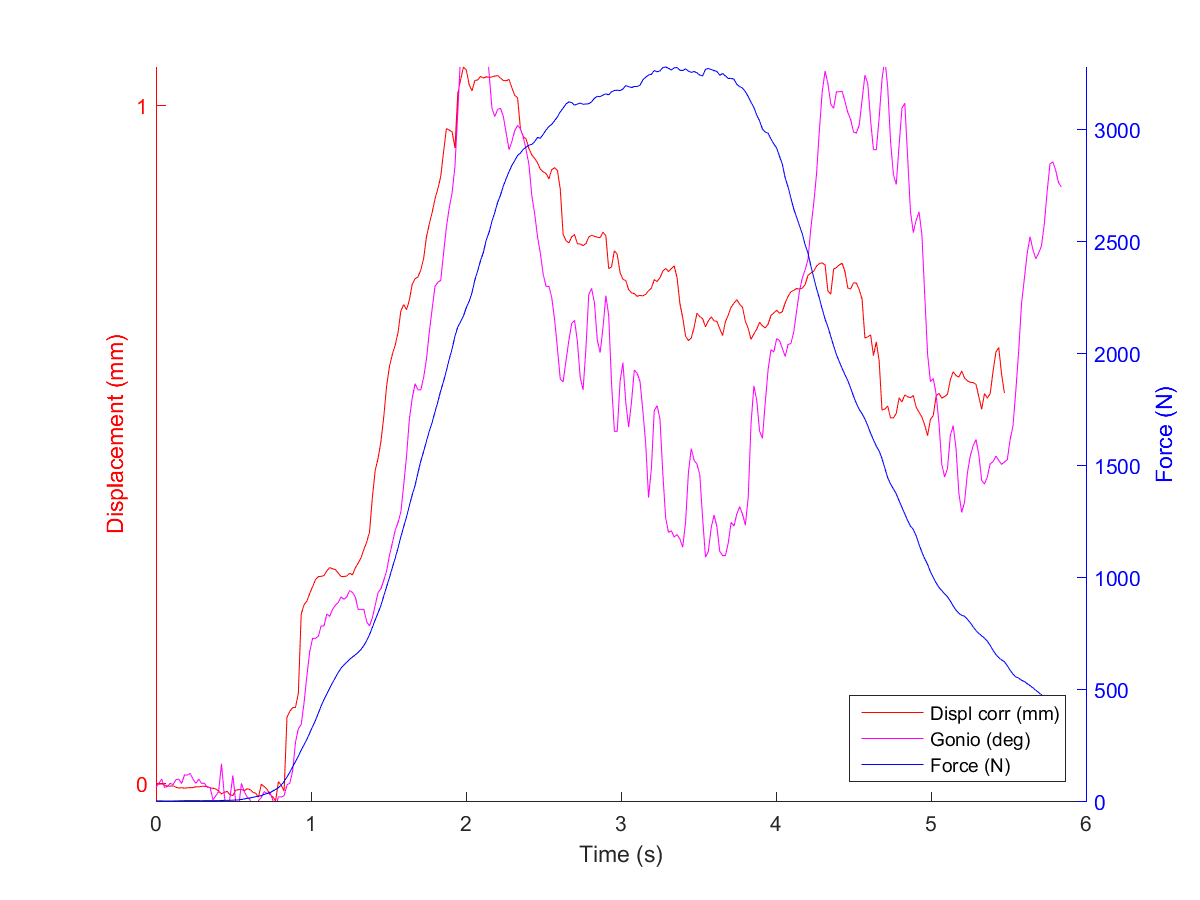 1
0
Displacement (mm)
3000
2500
2000
1500
1000
500
0
Force (N)
Displ corr (mm)
Gonio (deg)
Force (N)
0 1 2 3 4 5 6
Time (s)